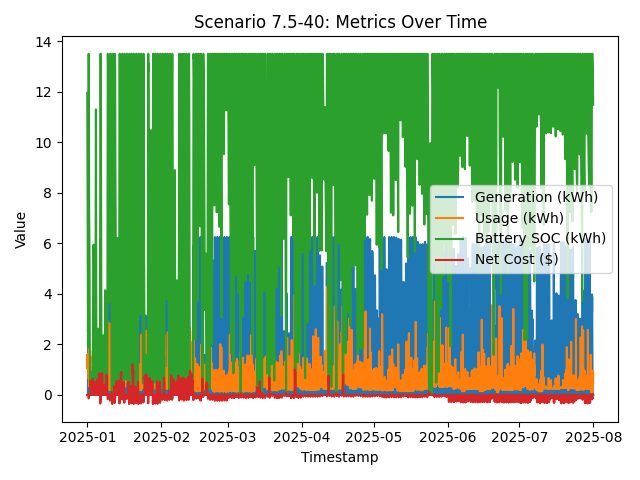 Scenario 7.5-40: Metrics Over Time
Value
14
12
10
8
6
4
2
0
Generation (kWh)
Usage (kWh)
Battery SOC (kWh)
Net Cost ($)
2025-01 2025-02 2025-03 2025-04 2025-05 2025-06 2025-07 2025-08
Timestamp